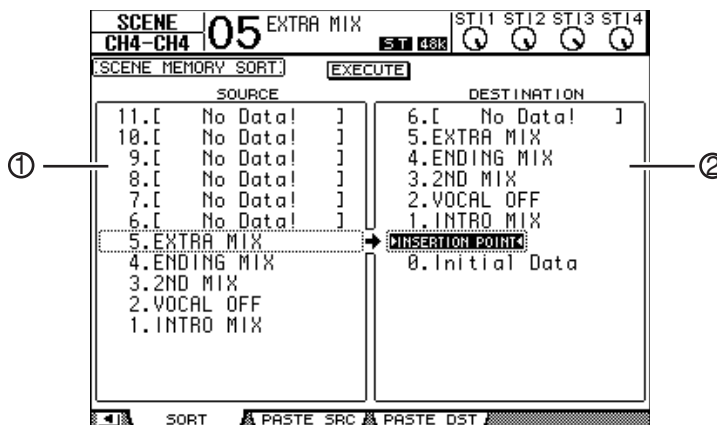 SCENE
CH4-CH4
05 EXTRA MIX
ST 48K
ST1 ST2 ST3 ST4
SCENE MEMORY SORT
EXECUTE
SOURCE
11.[ No Data! ]
10.[ No Data! ]
9.[ No Data! ]
8.[ No Data! ]
7.[ No Data! ]
6.[ No Data! ]
5.EXTRA MIX
4.ENDING MIX
3.2ND MIX
2.VOCAL OFF
1.INTRO MIX
DESTINATION
6.[ No Data! ]
5.EXTRA MIX
4.ENDING MIX
3.2ND MIX
2.VOCAL OFF
1.INTRO MIX
INSERTION POINT
0.Initial Data
①
②
SORT
PASTE SRC
PASTE DST